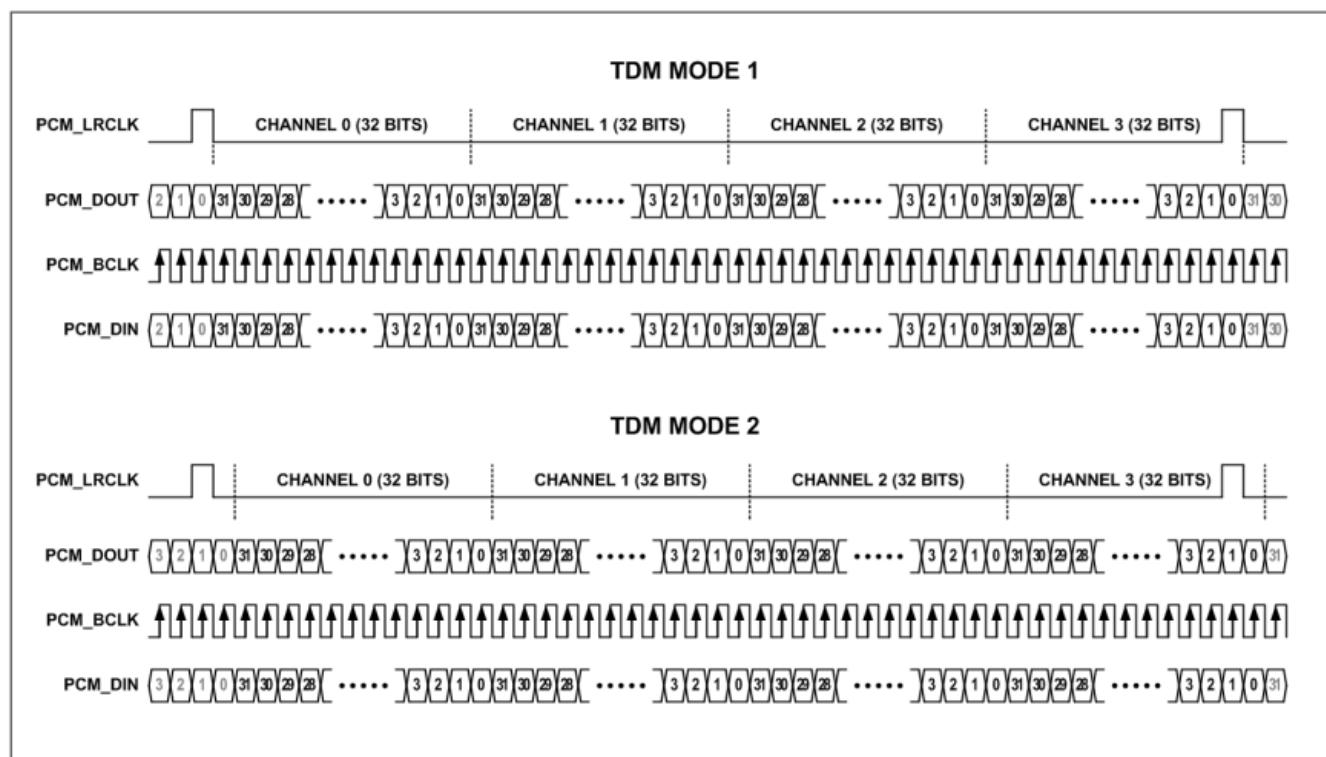 TDM MODE 1
PCM_LRCLK CHANNEL 0 (32 BITS) CHANNEL 1 (32 BITS) CHANNEL 2 (32 BITS) CHANNEL 3 (32 BITS)
PCM_DOUT 2 1 0 31 30 29 28 ..... 3 2 1 0 31 30 29 28 ..... 3 2 1 0 31 30 29 28 ..... 3 2 1 0 31 30 29 28 ..... 3 2 1 0 31 30
PCM_BCLK
PCM_DIN 2 1 0 31 30 29 28 ..... 3 2 1 0 31 30 29 28 ..... 3 2 1 0 31 30 29 28 ..... 3 2 1 0 31 30 29 28 ..... 3 2 1 0 31 30
TDM MODE 2
PCM_LRCLK CHANNEL 0 (32 BITS) CHANNEL 1 (32 BITS) CHANNEL 2 (32 BITS) CHANNEL 3 (32 BITS)
PCM_DOUT 3 2 1 0 31 30 29 28 ..... 3 2 1 0 31 30 29 28 ..... 3 2 1 0 31 30 29 28 ..... 3 2 1 0 31 30 29 28 ..... 3 2 1 0 31
PCM_BCLK
PCM_DIN 3 2 1 0 31 30 29 28 ..... 3 2 1 0 31 30 29 28 ..... 3 2 1 0 31 30 29 28 ..... 3 2 1 0 31 30 29 28 ..... 3 2 1 0 31